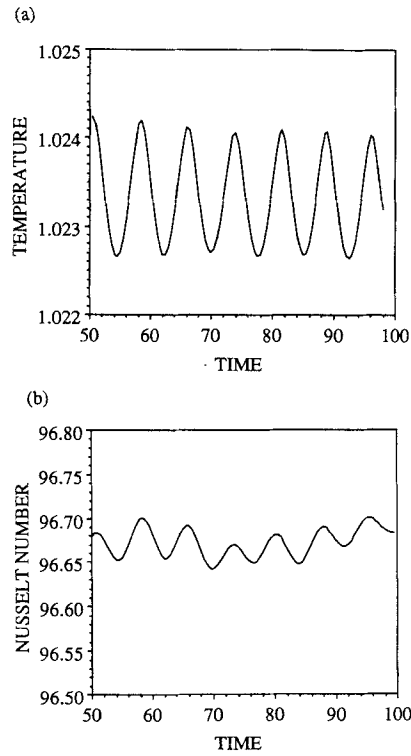 (a)
1.025
1.024
1.023
1.022
TEMPERATURE
50 60 70 80 90 100
TIME
(b)
96.80
96.75
96.70
96.65
96.60
96.55
96.50
NUSSELT NUMBER
50 60 70 80 90 100
TIME